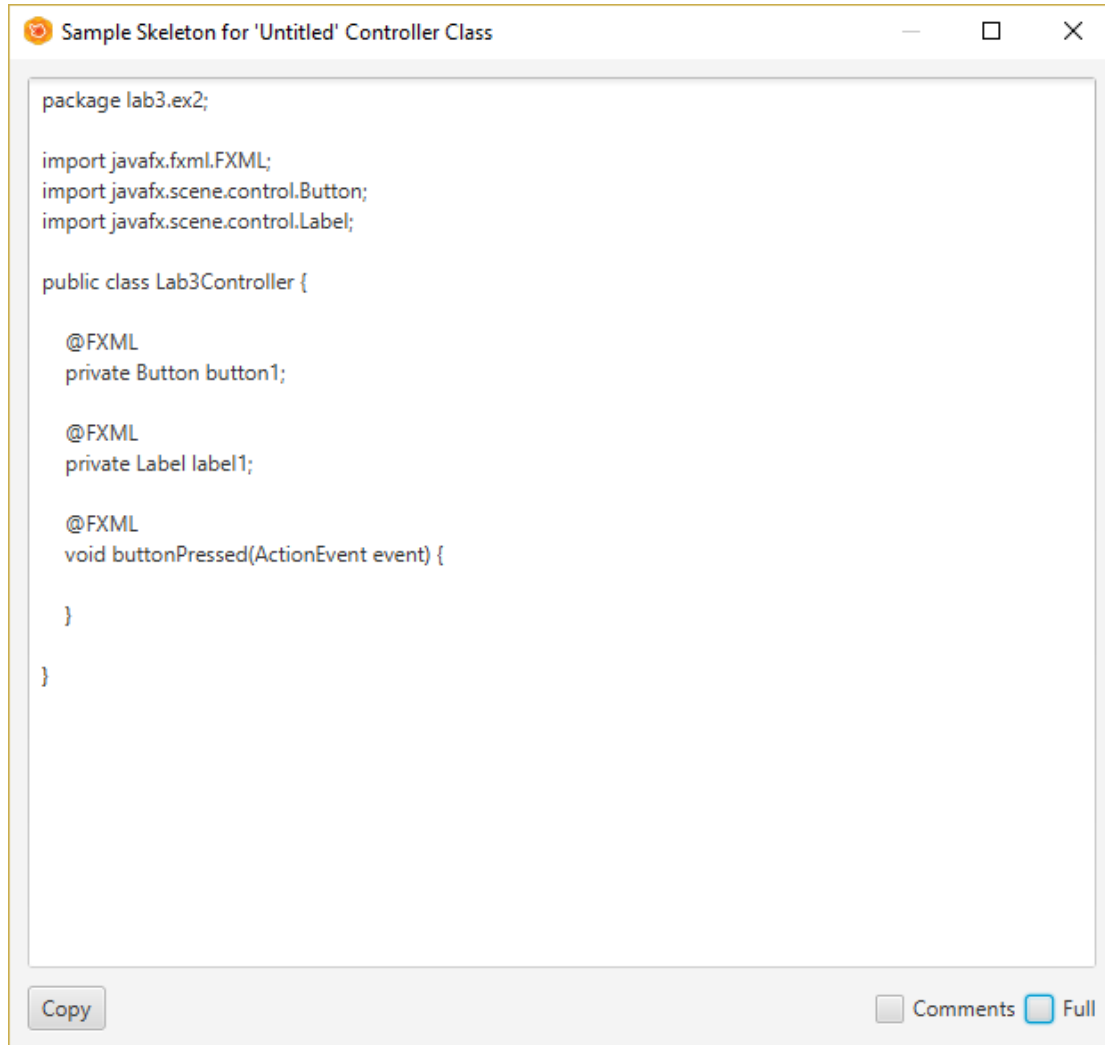 Sample Skeleton for 'Untitled' Controller Class
package lab3.ex2;
import javafx.fxml.FXML;
import javafx.scene.control.Button;
import javafx.scene.control.Label;
public class Lab3Controller {
@FXML
private Button button1;
@FXML
private Label label1;
@FXML
void buttonPressed(ActionEvent event) {
}
}
Copy
Comments
Full